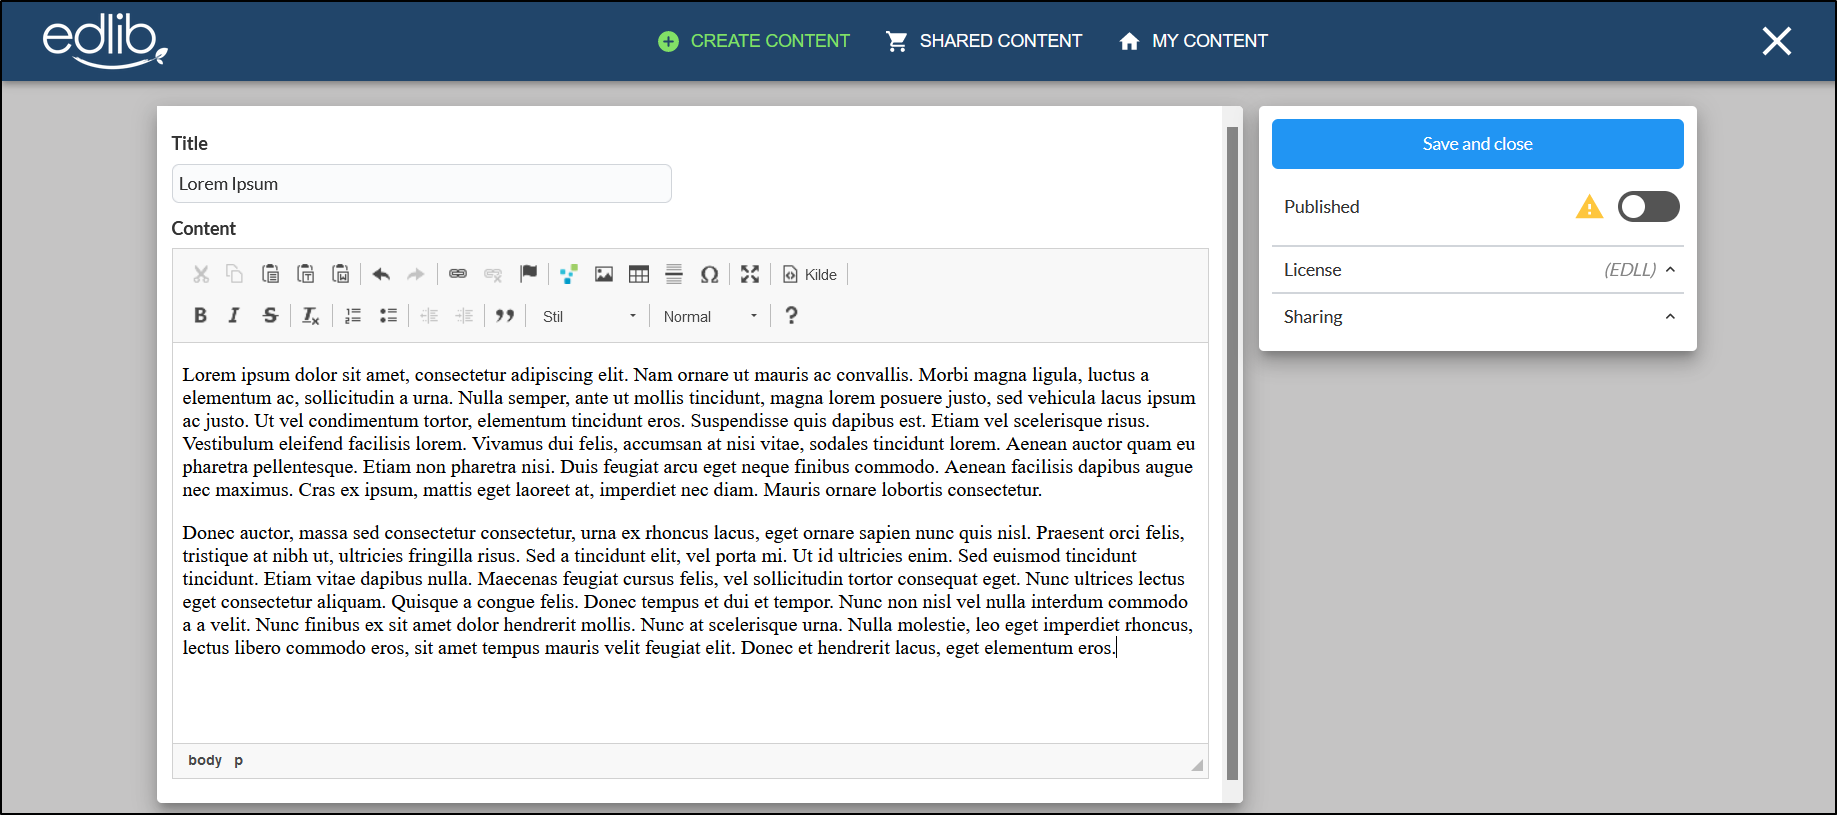 edlib
CREATE CONTENT
SHARED CONTENT
MY CONTENT
Title
Lorem Ipsum
Content
Kilde
B I S Tx
Stil
Normal
?
Lorem ipsum dolor sit amet, consectetur adipiscing elit. Nam ornare ut mauris ac convallis. Morbi magna ligula, luctus a
elementum ac, sollicitudin a urna. Nulla semper, ante ut mollis tincidunt, magna lorem posuere justo, sed vehicula lacus ipsum
ac justo. Ut vel condimentum tortor, elementum tincidunt eros. Suspendisse quis dapibus est. Etiam vel scelerisque risus.
Vestibulum eleifend facilisis lorem. Vivamus dui felis, accumsan at nisi vitae, sodales tincidunt lorem. Aenean auctor quam eu
pharetra pellentesque. Etiam non pharetra nisi. Duis feugiat arcu eget neque finibus commodo. Aenean facilisis dapibus augue
nec maximus. Cras ex ipsum, mattis eget laoreet at, imperdiet nec diam. Mauris ornare lobortis consectetur.
Donec auctor, massa sed consectetur consectetur, urna ex rhoncus lacus, eget ornare sapien nunc quis nisl. Praesent orci felis,
tristique at nibh ut, ultricies fringilla risus. Sed a tincidunt elit, vel porta mi. Ut id ultricies enim. Sed euismod tincidunt
tincidunt. Etiam vitae dapibus nulla. Maecenas feugiat cursus felis, vel sollicitudin tortor consequat eget. Nunc ultrices lectus
eget consectetur aliquam. Quisque a congue felis. Donec tempus et dui et tempor. Nunc non nisl vel nulla interdum commodo
a a velit. Nunc finibus ex sit amet dolor hendrerit mollis. Nunc at scelerisque urna. Nulla molestie, leo eget imperdiet rhoncus,
lectus libero commodo eros, sit amet tempus mauris velit feugiat elit. Donec et hendrerit lacus, eget elementum eros.
body p
Save and close
Published
License (EDLL)
Sharing